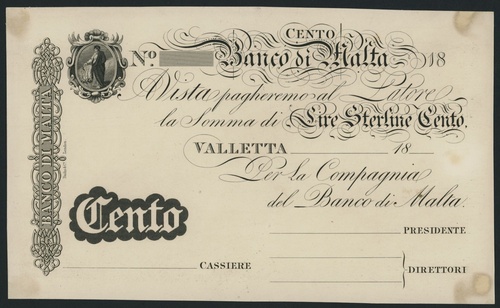 CENTO
No. Banco di Malta 18
A Vista pagheremo al Latore
la Somma di Lire Sterline Cento.
VALLETTA 18
Per la Compagnia
del Banco di Malta.
PRESIDENTE
Cento
CASSIERE
DIRETTORI
BANCO DI MALTA